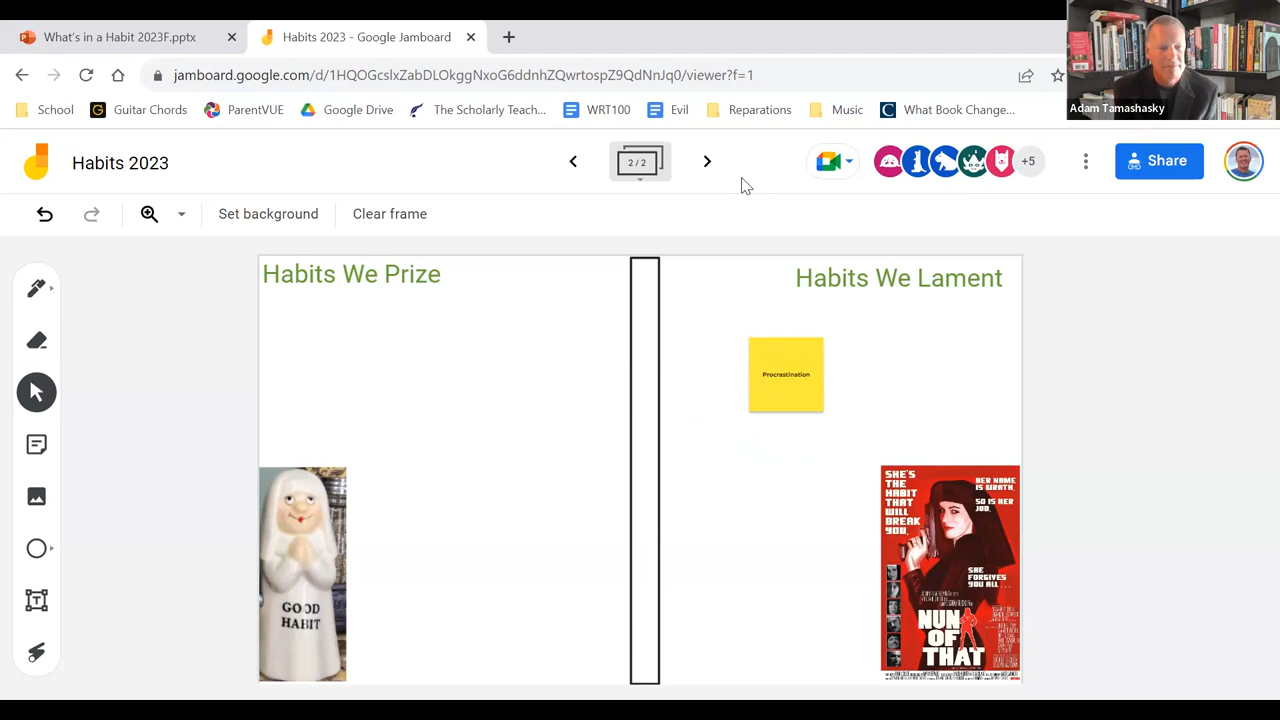 What's in a Habit 2023F.pptx
Habits 2023 - Google Jamboard
jamboard.google.com/d/1HQOGcslxZabDLOkggNxoG6ddnhZQwrtospZ9QdNnJq0/viewer?f=1
School
Guitar Chords
ParentVUE
Google Drive
The Scholarly Teach...
WRT100
Evil
Reparations
Music
What Book Change...
Adam Tamashasky
Habits 2023
2 / 2
+5
Share
Set background
Clear frame
Habits We Prize
Habits We Lament
Procrastination
GOOD
HABIT
SHE'S
THE
HABIT
THAT
WILL
BREAK
YOU.
HER NAME
IS WRATH.
SO IS HER
JOB.
SHE
FORGIVES
YOU ALL...
NUN
OF
THAT